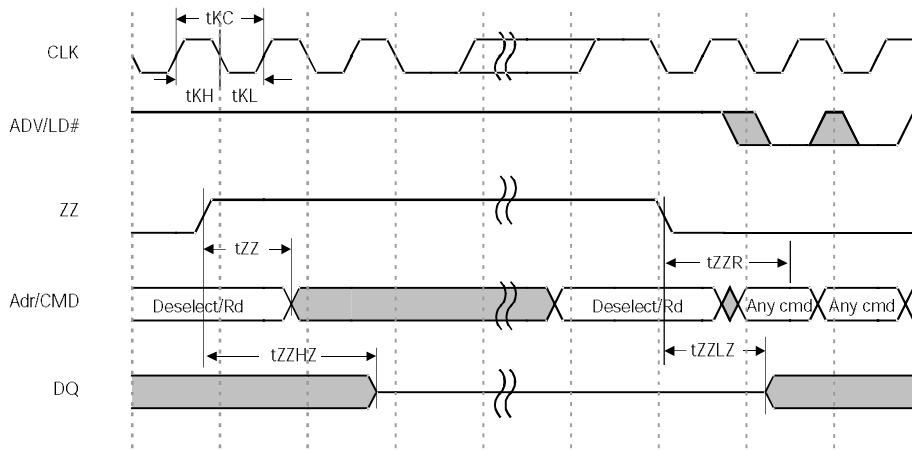 tKC
CLK
tKH tKL
ADV/LD#
ZZ
tZZ
tZZR
Adr/CMD
Deselect/Rd
Deselect/Rd
Any cmd
Any cmd
tZZHZ
tZZLZ
DQ